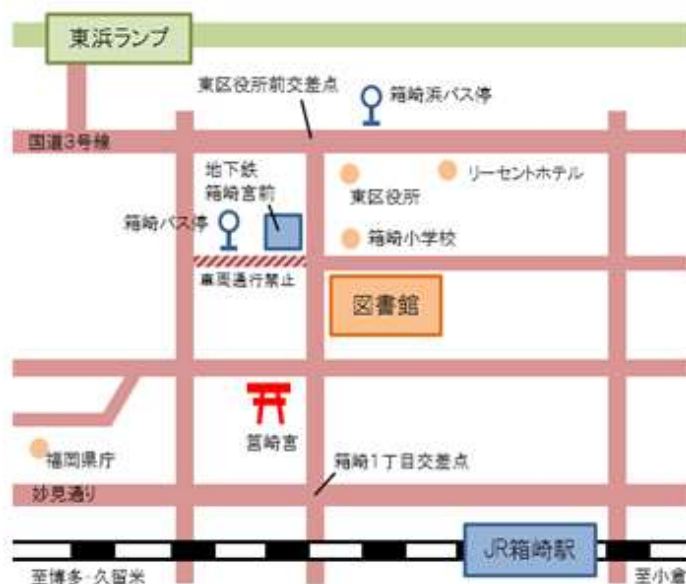 東浜ランプ
東区役所前交差点
箱崎浜バス停
国道3号線
地下鉄
箱崎宮前
リーセントホテル
東区役所
箱崎バス停
箱崎小学校
車両通行禁止
図書館
筥崎宮
福岡県庁
箱崎1丁目交差点
妙見通り
JR箱崎駅
至博多・久留米
至小倉